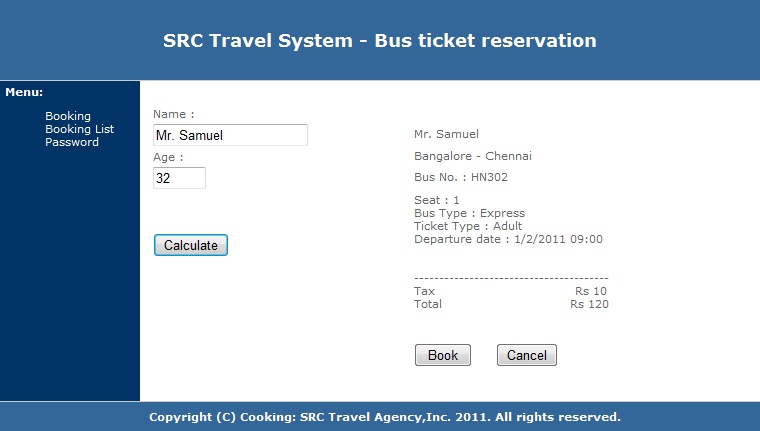 SRC Travel System - Bus ticket reservation
Menu:
Booking
Booking List
Password
Name :
Mr. Samuel
Age :
32
Calculate
Mr. Samuel
Bangalore - Chennai
Bus No. : HN302
Seat : 1
Bus Type : Express
Ticket Type : Adult
Departure date : 1/2/2011 09:00
---------------------------------------
Tax Rs 10
Total Rs 120
Book Cancel
Copyright (C) Cooking: SRC Travel Agency,Inc. 2011. All rights reserved.